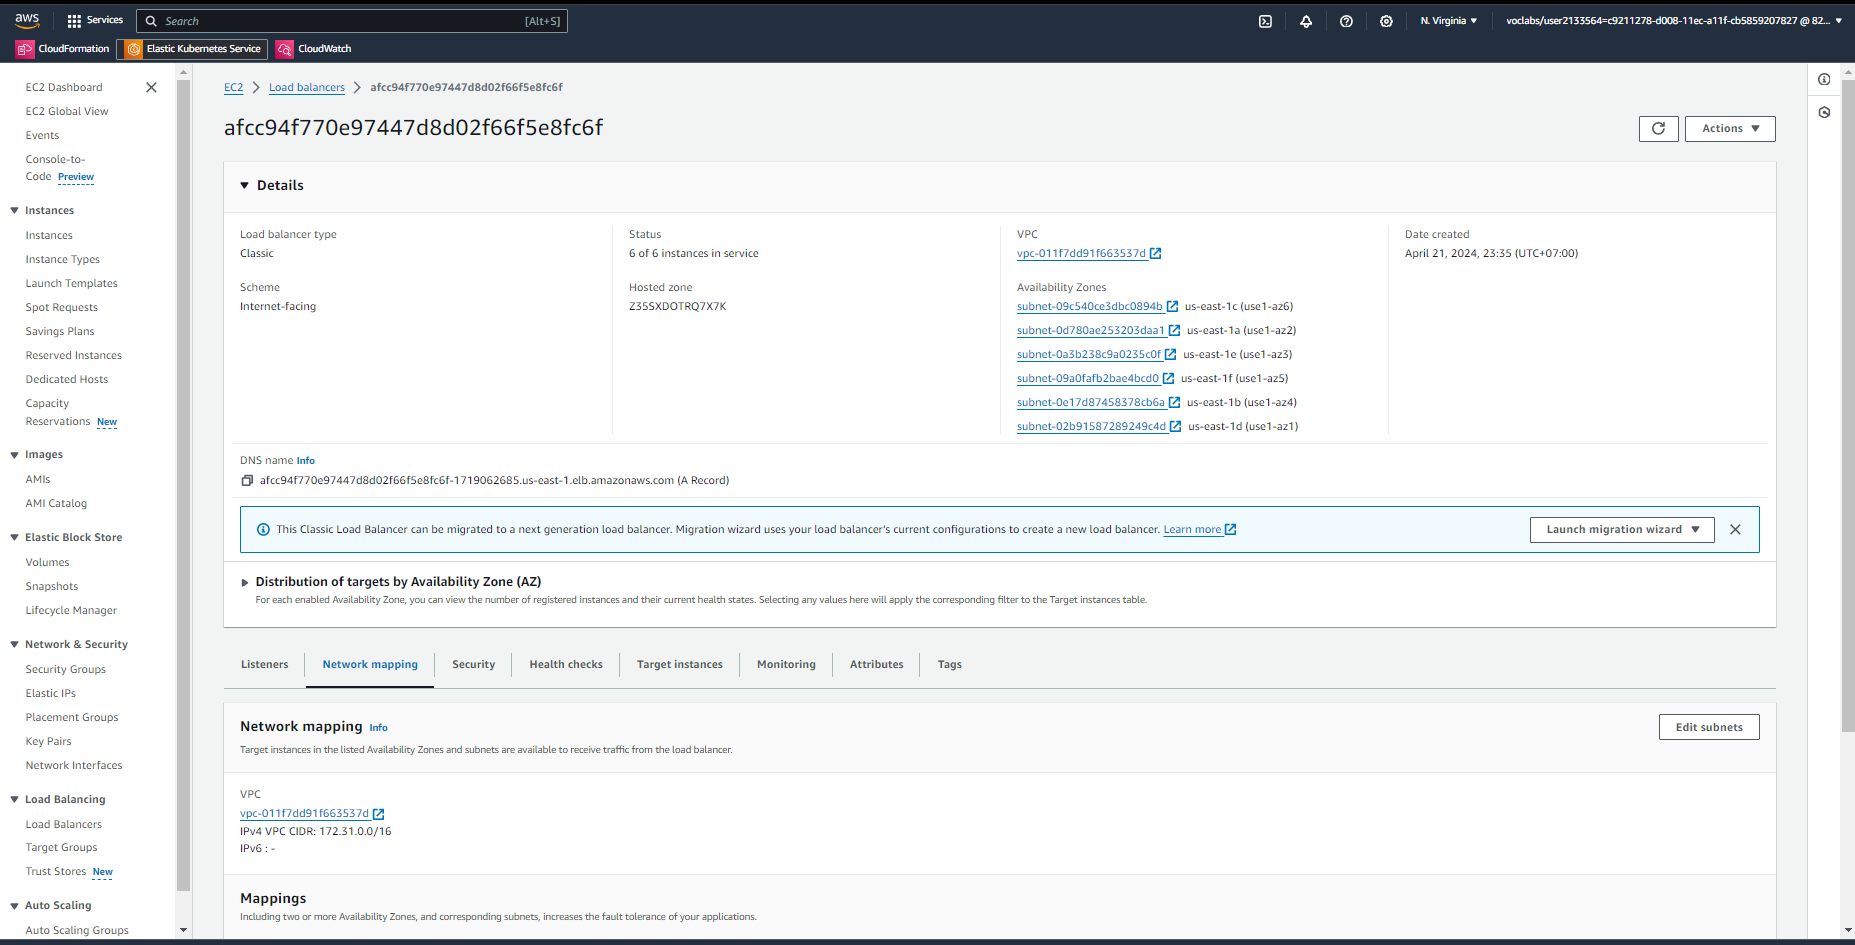 aws
Services
Search
[Alt+S]
N. Virginia
voclabs/user2133564=c9211278-d008-11ec-a11f-cb5859207827 @ 82...
CloudFormation
Elastic Kubernetes Service
CloudWatch
EC2 Dashboard
EC2 Global View
Events
Console-to-
Code Preview
Instances
Instances
Instance Types
Launch Templates
Spot Requests
Savings Plans
Reserved Instances
Dedicated Hosts
Capacity
Reservations New
Images
AMIs
AMI Catalog
Elastic Block Store
Volumes
Snapshots
Lifecycle Manager
Network & Security
Security Groups
Elastic IPs
Placement Groups
Key Pairs
Network Interfaces
Load Balancing
Load Balancers
Target Groups
Trust Stores New
Auto Scaling
Auto Scaling Groups
EC2 > Load balancers > afcc94f770e97447d8d02f66f5e8fc6f
afcc94f770e97447d8d02f66f5e8fc6f
Actions
Details
Load balancer type
Classic
Scheme
Internet-facing
Status
6 of 6 instances in service
Hosted zone
Z35SXDOTRQ7X7K
VPC
vpc-011f7dd91f663537d
Availability Zones
subnet-09c540ce3dbc0894b us-east-1c (use1-az6)
subnet-0d780ae253203daa1 us-east-1a (use1-az2)
subnet-0a3b238c9a0235c0f us-east-1e (use1-az3)
subnet-09a0fafb2bae4bcd0 us-east-1f (use1-az5)
subnet-0e17d87458378cb6a us-east-1b (use1-az4)
subnet-02b91587289249c4d us-east-1d (use1-az1)
Date created
April 21, 2024, 23:35 (UTC+07:00)
DNS name Info
afcc94f770e97447d8d02f66f5e8fc6f-1719062685.us-east-1.elb.amazonaws.com (A Record)
This Classic Load Balancer can be migrated to a next generation load balancer. Migration wizard uses your load balancer's current configurations to create a new load balancer. Learn more
Launch migration wizard
Distribution of targets by Availability Zone (AZ)
For each enabled Availability Zone, you can view the number of registered instances and their current health states. Selecting any values here will apply the corresponding filter to the Target instances table.
Listeners
Network mapping
Security
Health checks
Target instances
Monitoring
Attributes
Tags
Network mapping Info
Edit subnets
Target instances in the listed Availability Zones and subnets are available to receive traffic from the load balancer.
VPC
vpc-011f7dd91f663537d
IPv4 VPC CIDR: 172.31.0.0/16
IPv6 : -
Mappings
Including two or more Availability Zones, and corresponding subnets, increases the fault tolerance of your applications.